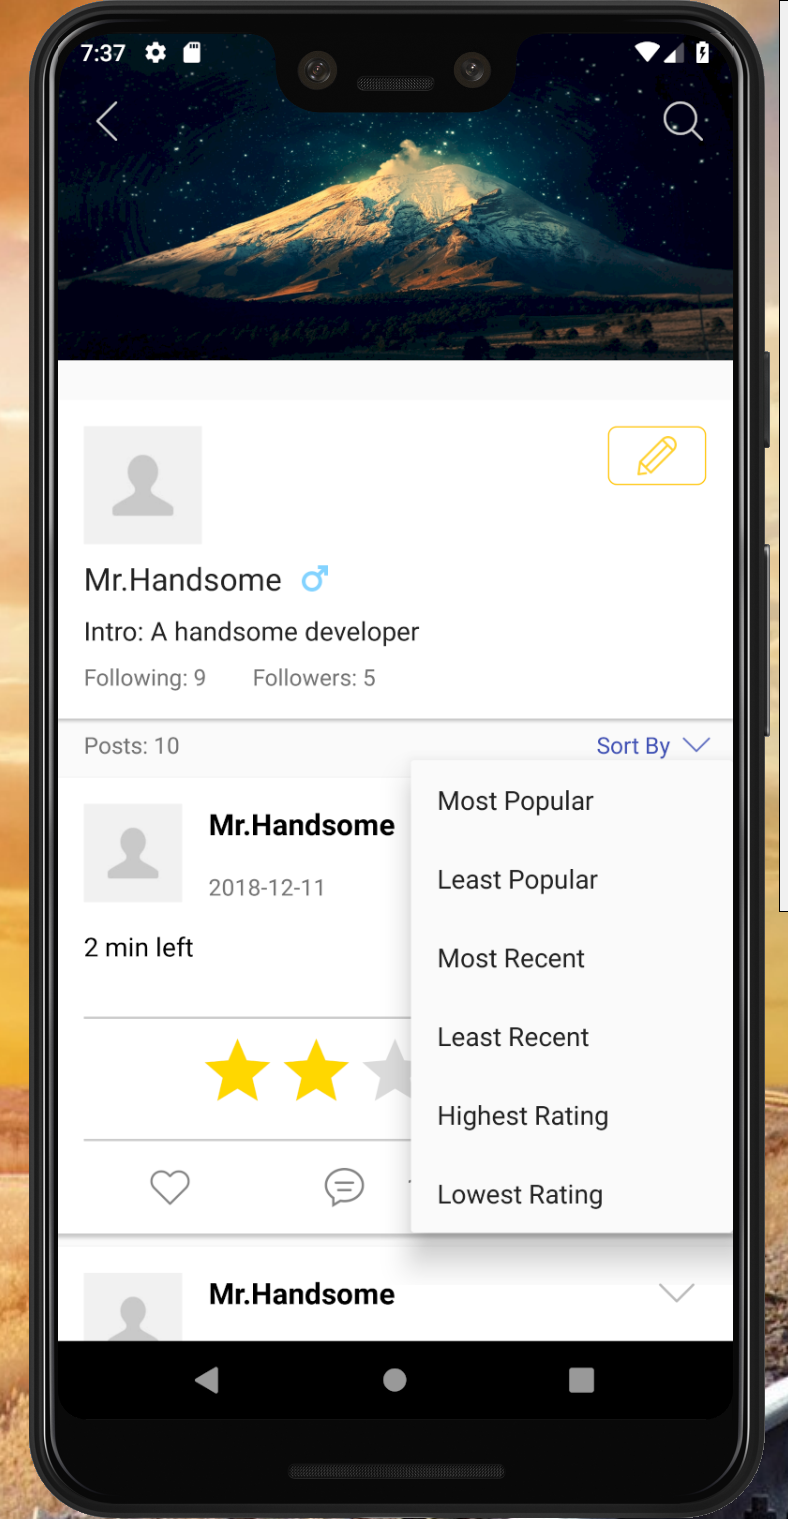 7:37
Mr.Handsome
Intro: A handsome developer
Following: 9 Followers: 5
Posts: 10 Sort By
Most Popular
Least Popular
Most Recent
Least Recent
Highest Rating
Lowest Rating
Mr.Handsome
2018-12-11
2 min left
Mr.Handsome